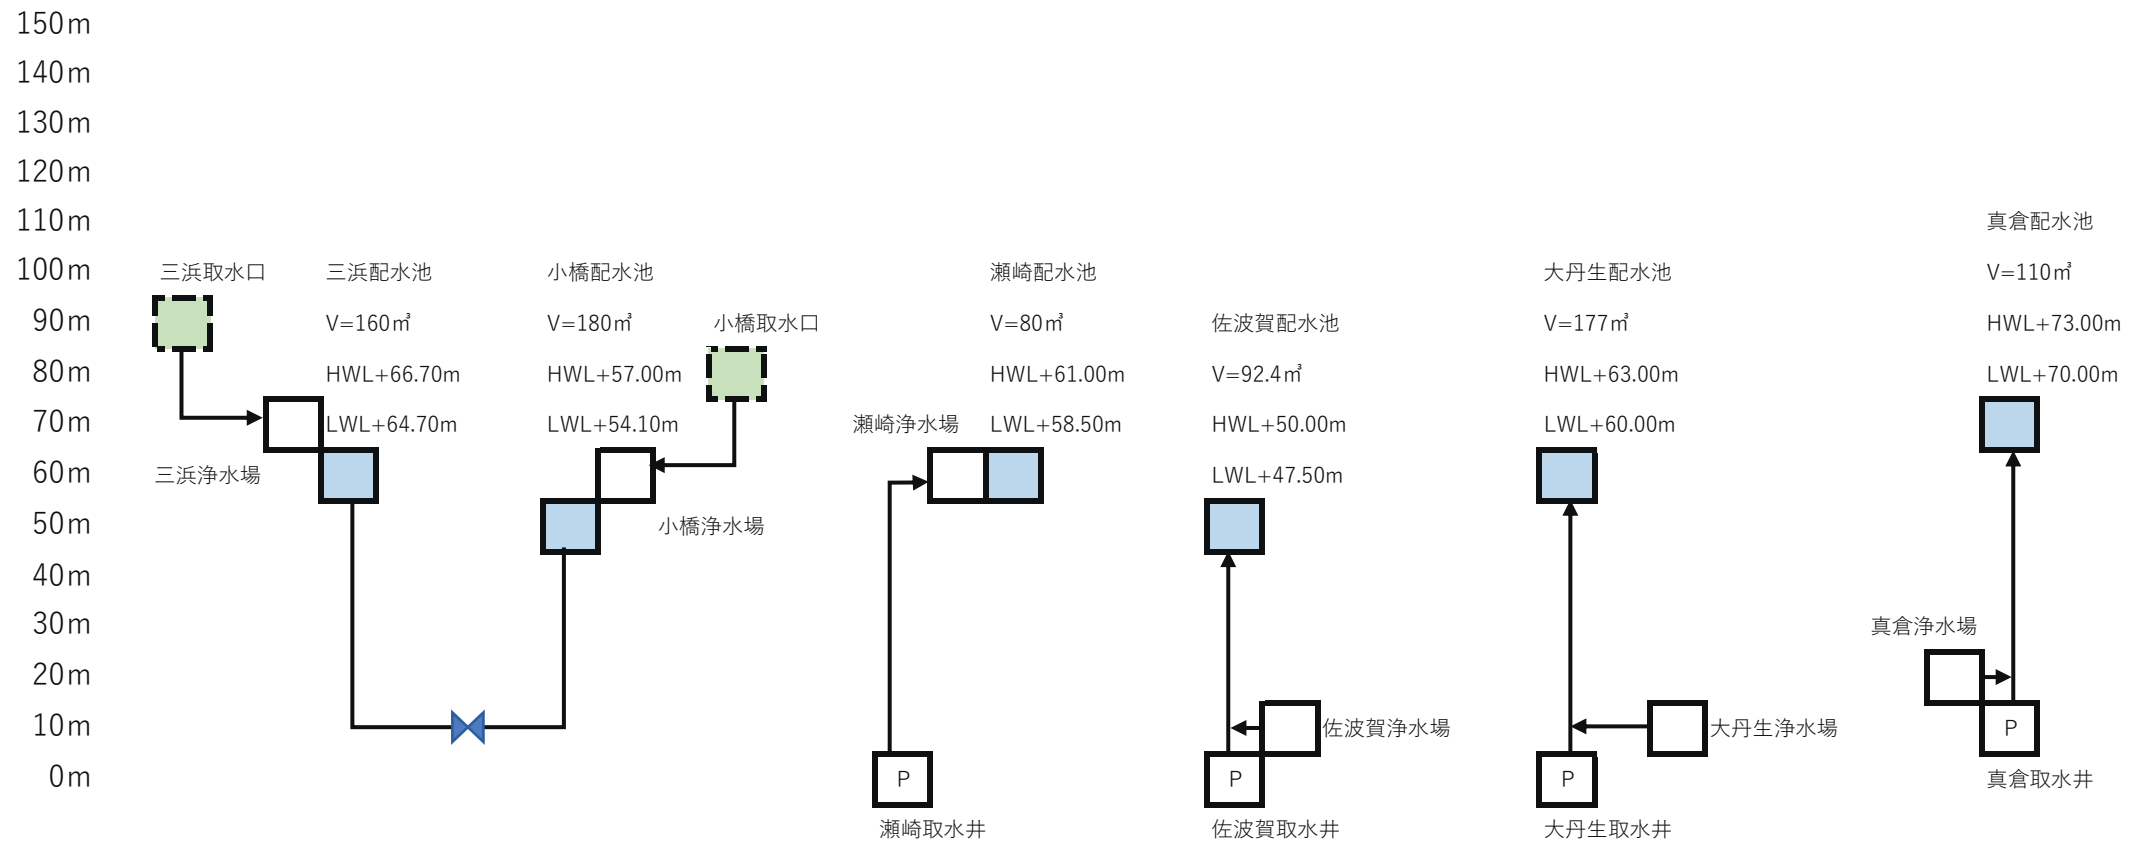 150m
140m
130m
120m
110m
100m
90m
80m
70m
60m
50m
40m
30m
20m
10m
0m
三浜取水口
三浜浄水場
三浜配水池
V=160㎥
HWL+66.70m
LWL+64.70m
小橋配水池
V=180㎥
HWL+57.00m
LWL+54.10m
小橋取水口
小橋浄水場
瀬崎浄水場
瀬崎配水池
V=80㎥
HWL+61.00m
LWL+58.50m
P
瀬崎取水井
佐波賀配水池
V=92.4㎥
HWL+50.00m
LWL+47.50m
佐波賀浄水場
P
佐波賀取水井
大丹生配水池
V=177㎥
HWL+63.00m
LWL+60.00m
大丹生浄水場
P
大丹生取水井
真倉配水池
V=110㎥
HWL+73.00m
LWL+70.00m
真倉浄水場
P
真倉取水井